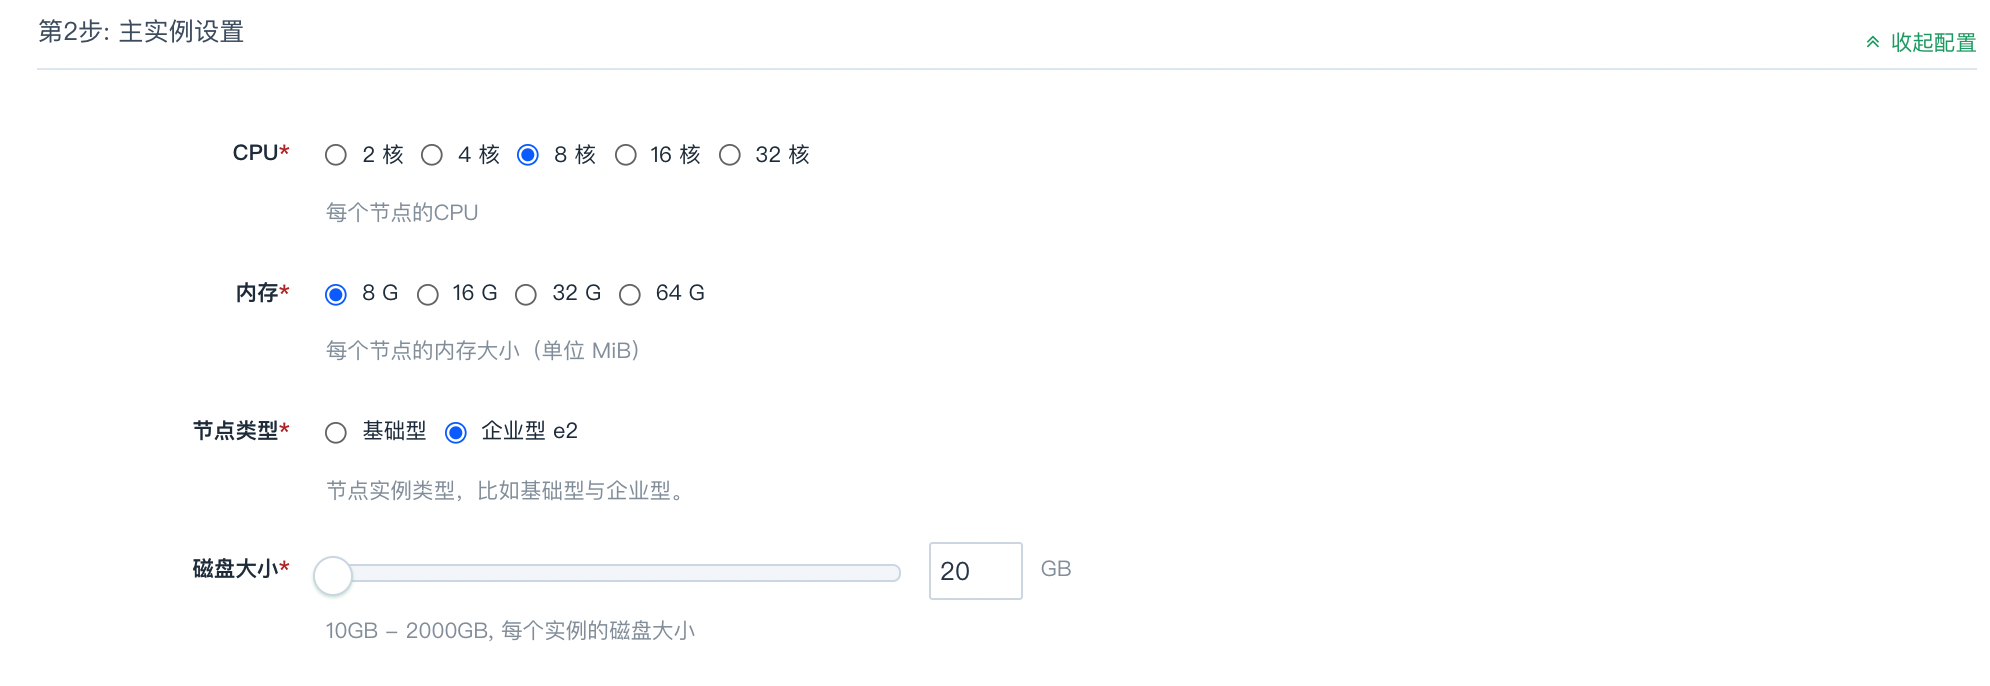 第2步: 主实例设置
收起配置
CPU* 2 核 4 核 8 核 16 核 32 核
每个节点的CPU
内存* 8 G 16 G 32 G 64 G
每个节点的内存大小（单位 MiB）
节点类型* 基础型 企业型 e2
节点实例类型，比如基础型与企业型。
磁盘大小* 20 GB
10GB - 2000GB, 每个实例的磁盘大小